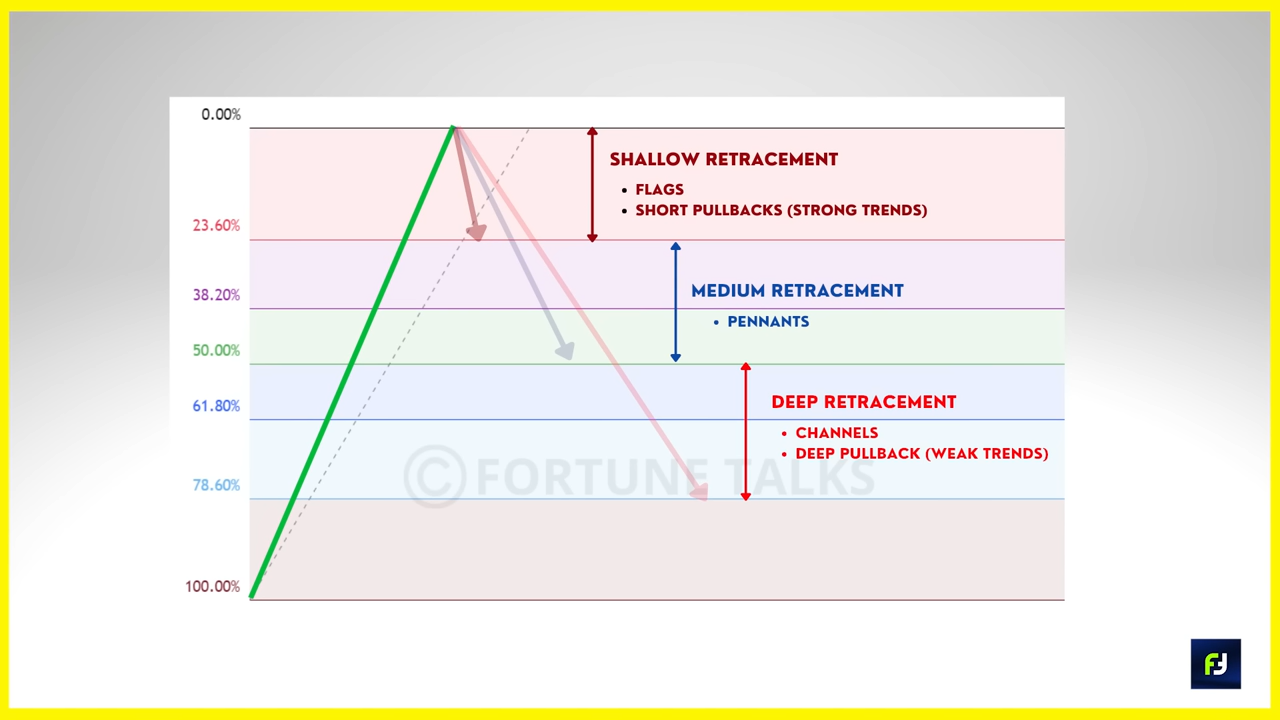 0.00%
SHALLOW RETRACEMENT
• FLAGS
• SHORT PULLBACKS (STRONG TRENDS)
23.60%
MEDIUM RETRACEMENT
38.20%
• PENNANTS
50.00%
DEEP RETRACEMENT
61.80%
• CHANNELS
• DEEP PULLBACK (WEAK TRENDS)
© FORTUNE TALKS
78.60%
100.00%